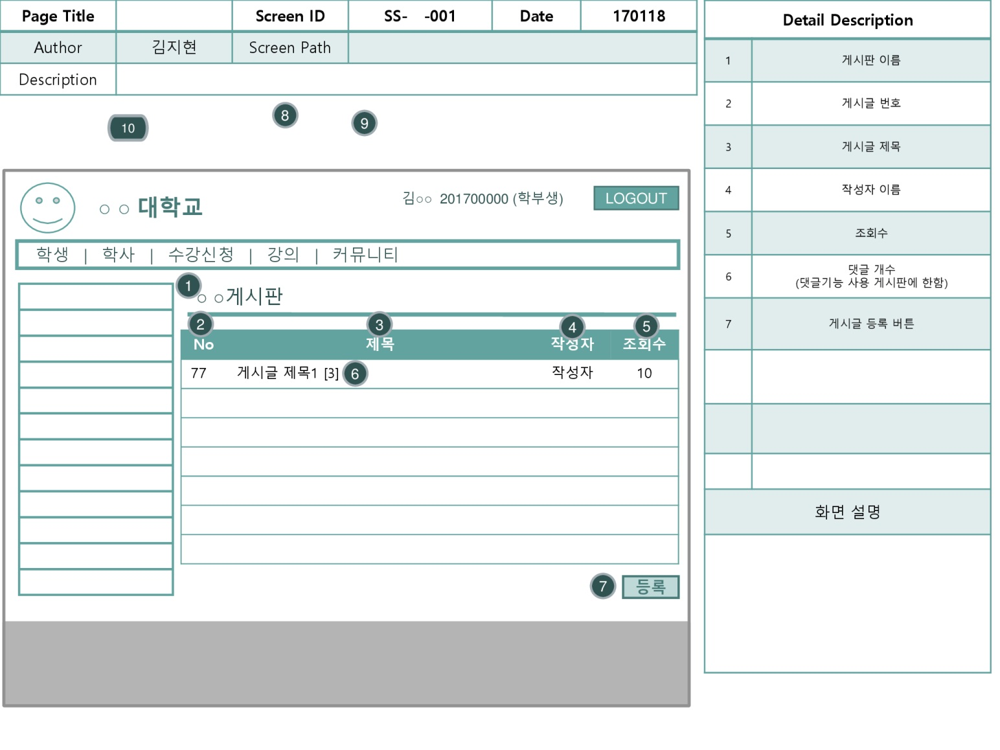 Page Title Screen ID SS- -001 Date 170118
Author 김지현 Screen Path
Description
10 8 9
○ ○ 대학교
김○○ 201700000 (학부생)
LOGOUT
학생 | 학사 | 수강신청 | 강의 | 커뮤니티
1
○ ○게시판
2 3 4 5
No 제목 작성자 조회수
77 게시글 제목1 [3] 6 작성자 10
7 등록
Detail Description
1 게시판 이름
2 게시글 번호
3 게시글 제목
4 작성자 이름
5 조회수
6 댓글 개수
(댓글기능 사용 게시판에 한함)
7 게시글 등록 버튼
화면 설명